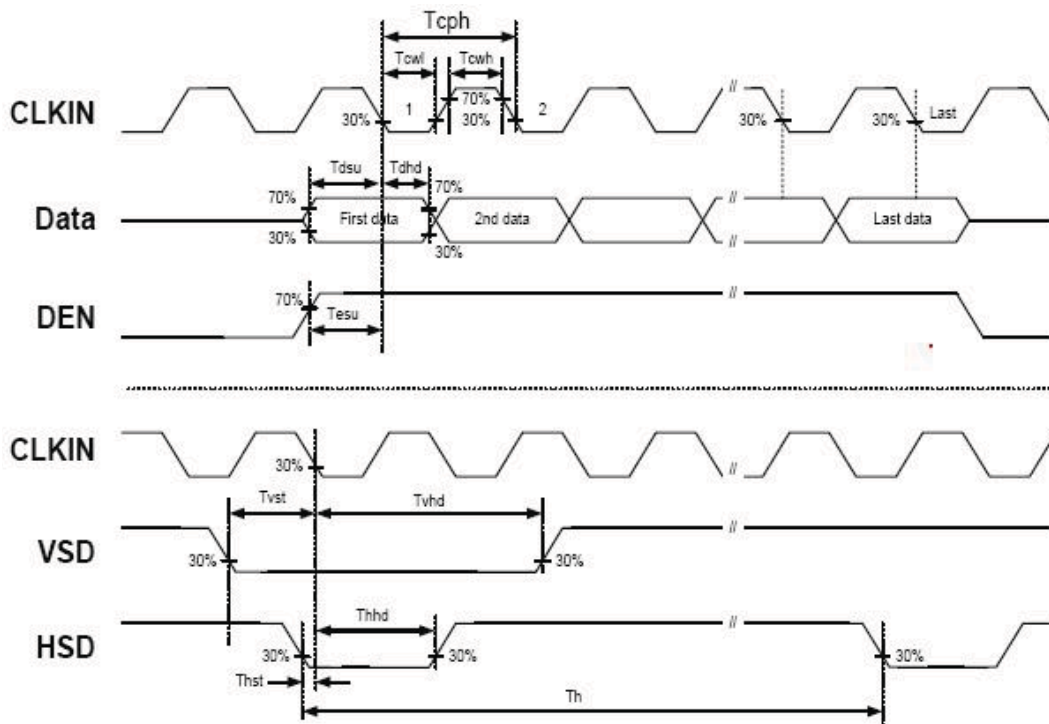 Tcph
Tcwl Tcwh
CLKIN 30% 1 70% 30% 2 // 30% 30% Last
Tdsu Tdhd
70% 70%
Data First data 2nd data // Last data
30% 30%
//
70%
DEN Tesu //
CLKIN 30% //
Tvst Tvhd
VSD 30% 30% //
Thhd
HSD 30% 30% // 30%
Thst
Th